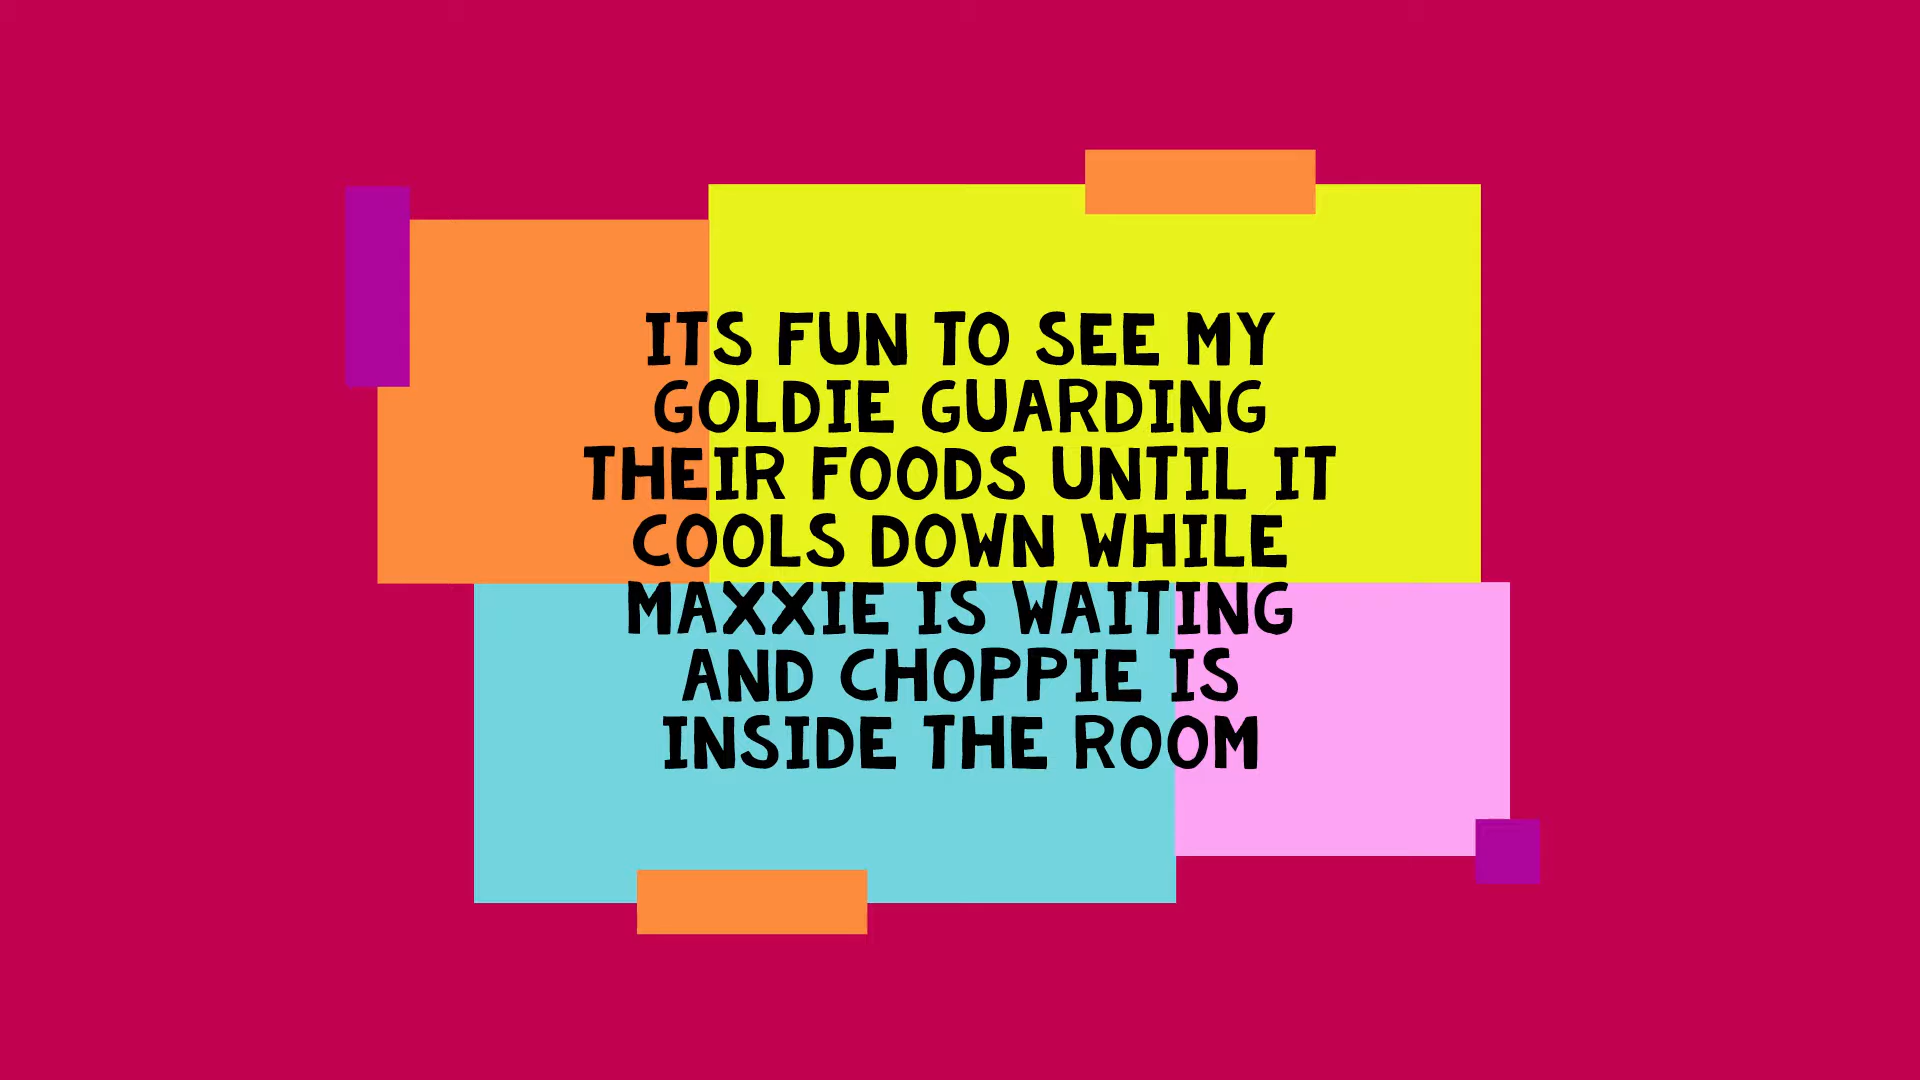 ITS FUN TO SEE MY
GOLDIE GUARDING
THEIR FOODS UNTIL IT
COOLS DOWN WHILE
MAXXIE IS WAITING
AND CHOPPIE IS
INSIDE THE ROOM